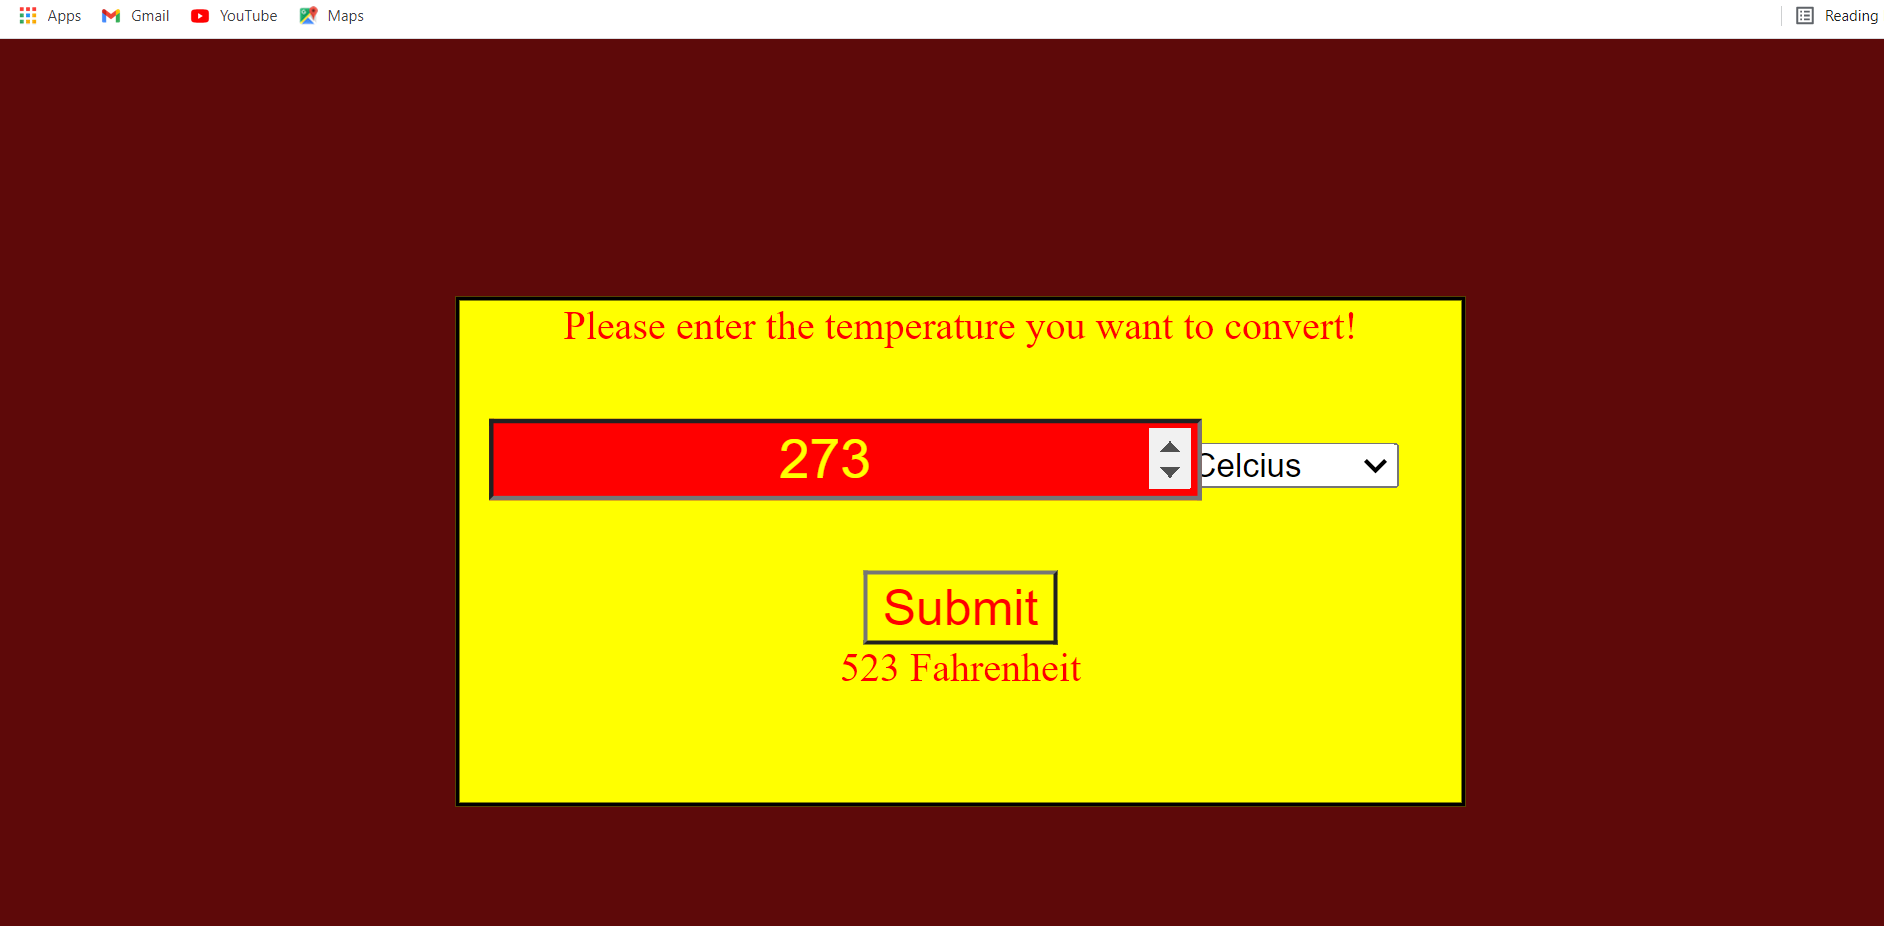 Apps Gmail YouTube Maps Reading
Please enter the temperature you want to convert!
273 Celcius
Submit
523 Fahrenheit